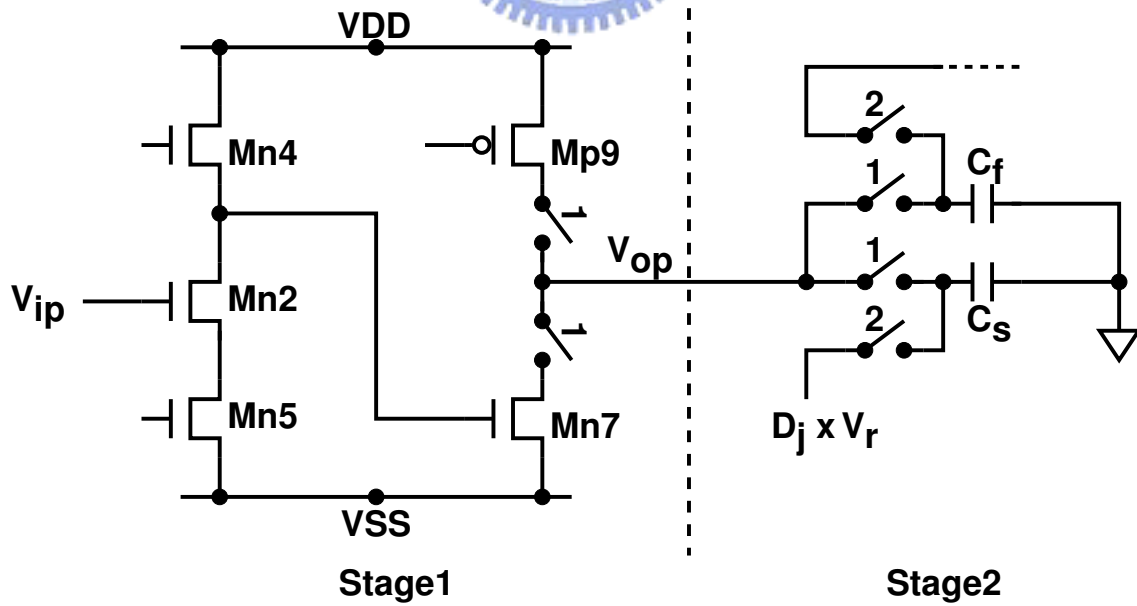 VDD
Mn4
Mp9
1
Vop
Vip
Mn2
1
Mn5
Mn7
VSS
Stage1
2
Cf
1
1
Cs
2
Dj x Vr
Stage2